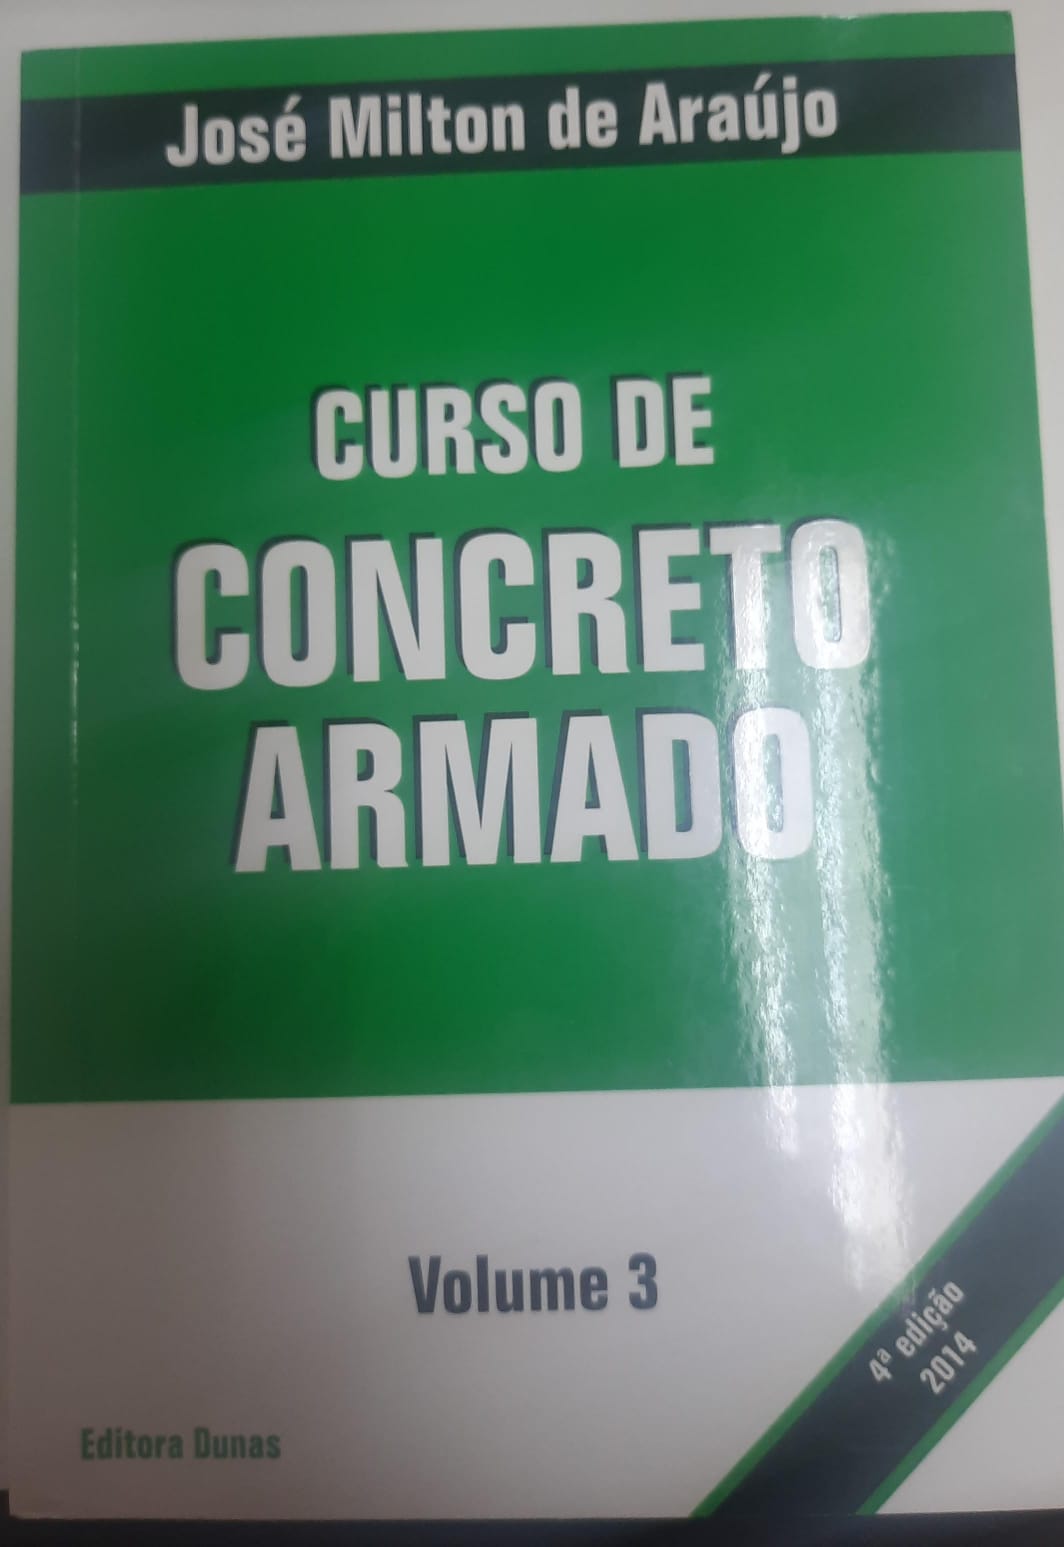 José Milton de Araújo
CURSO DE
CONCRETO
ARMADO
Volume 3
4ª edição
2014
Editora Dunas